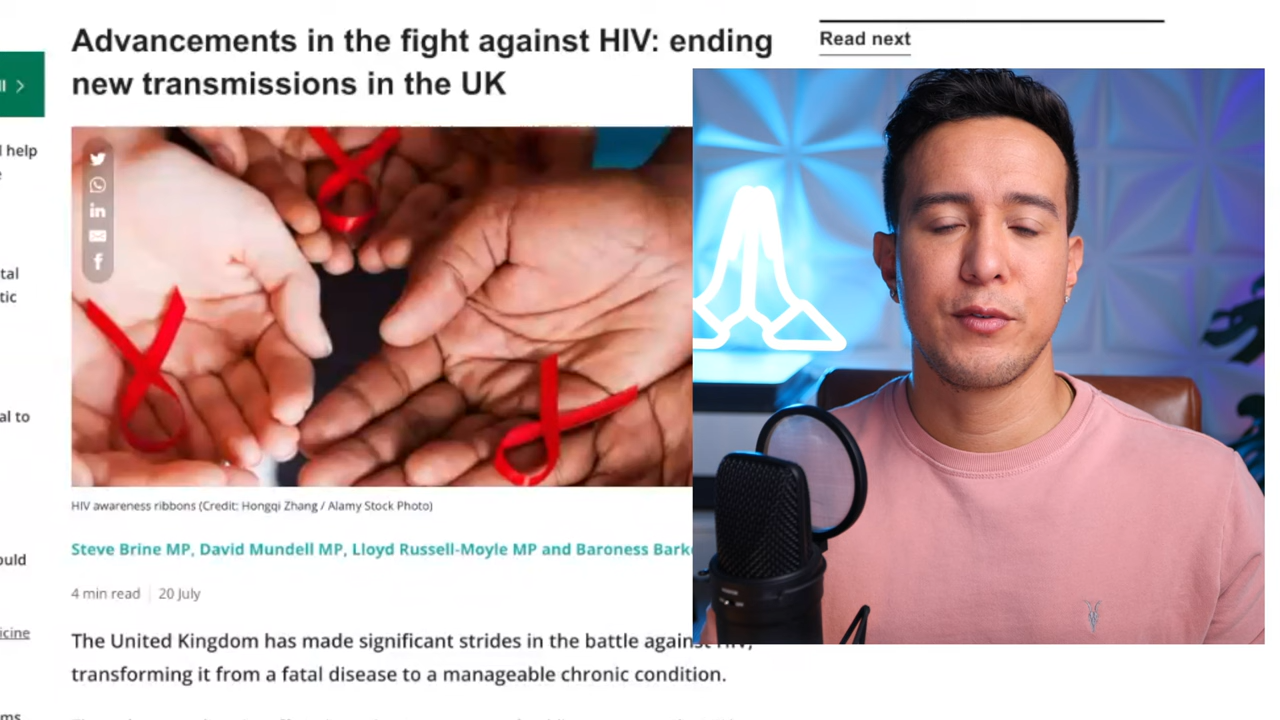 Advancements in the fight against HIV: ending
new transmissions in the UK
Read next
help
tal
tic
al to
HIV awareness ribbons (Credit: Hongqi Zhang / Alamy Stock Photo)
Steve Brine MP, David Mundell MP, Lloyd Russell-Moyle MP and Baroness Bark
4 min read | 20 July
ould
icine
The United Kingdom has made significant strides in the battle against HIV,
transforming it from a fatal disease to a manageable chronic condition.
ms